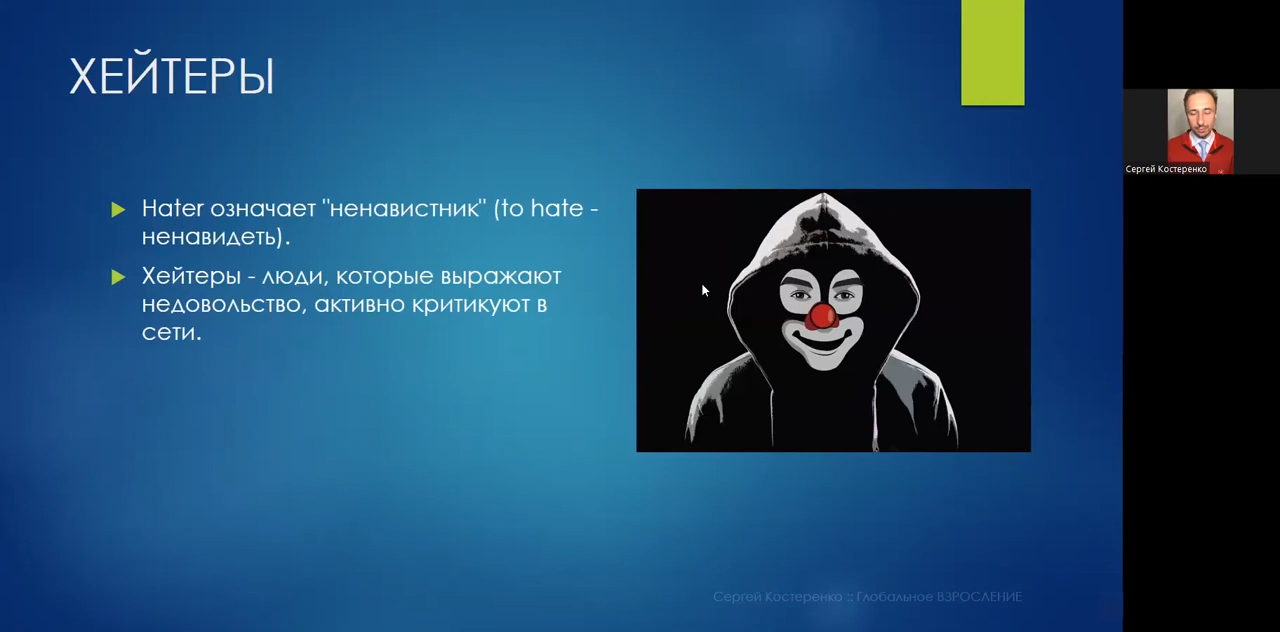 ХЕЙТЕРЫ
Hater означает "ненавистник" (to hate -
ненавидеть).
Хейтеры - люди, которые выражают
недовольство, активно критикуют в
сети.
Сергей Костеренко
Сергей Костеренко :: Глобальное ВЗРОСЛЕНИЕ